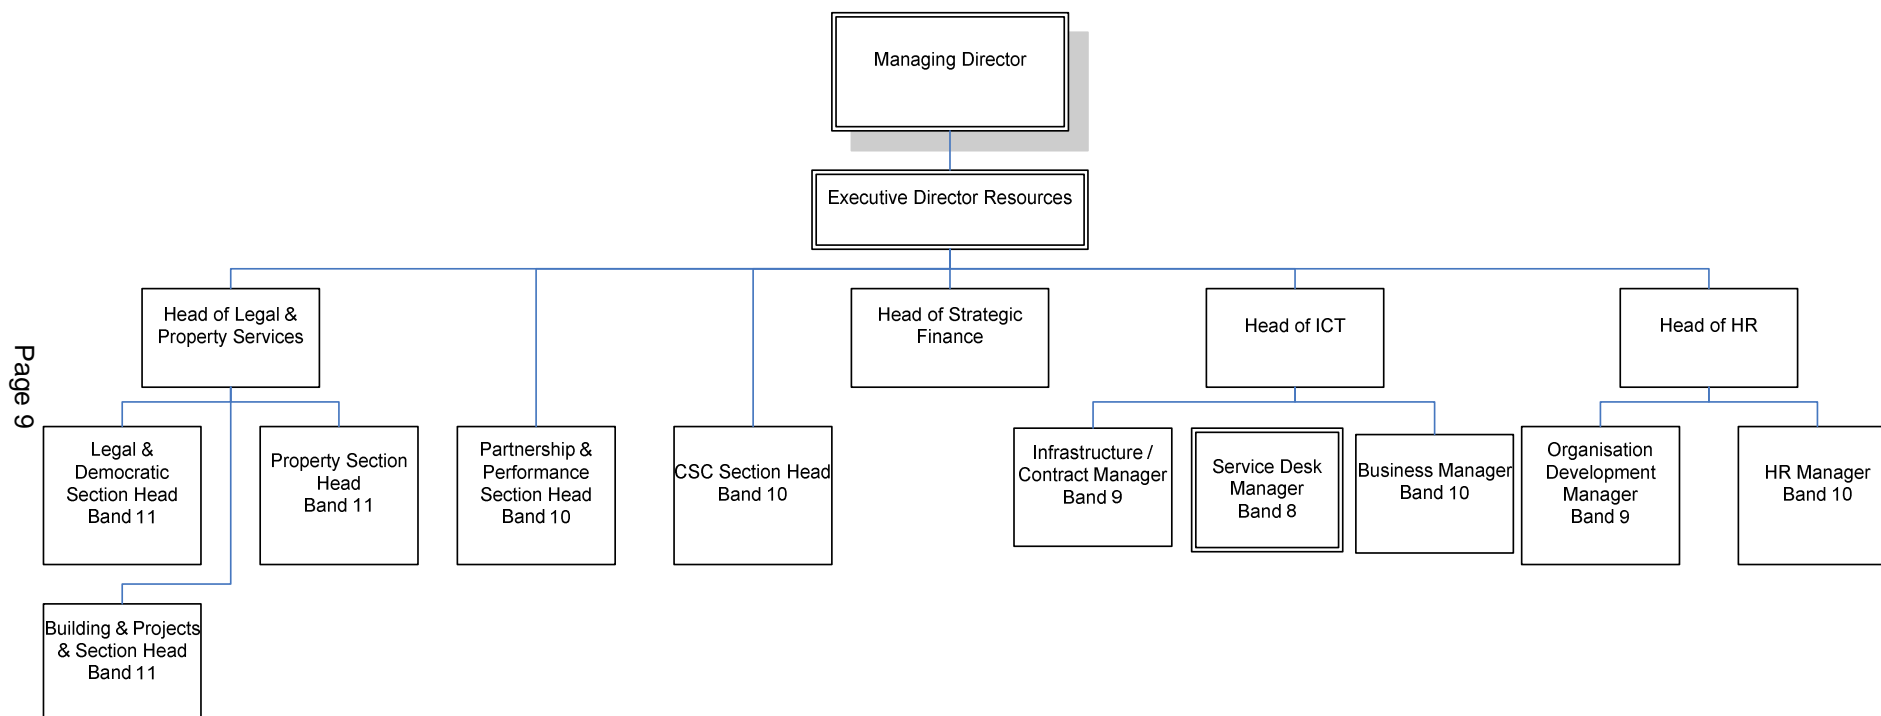 Managing Director
Executive Director Resources
Head of Legal &
Property Services
Head of Strategic
Finance
Head of ICT
Head of HR
Legal &
Democratic
Section Head
Band 11
Property Section
Head
Band 11
Partnership &
Performance
Section Head
Band 10
CSC Section Head
Band 10
Infrastructure /
Contract Manager
Band 9
Service Desk
Manager
Band 8
Business Manager
Band 10
Organisation
Development
Manager
Band 9
HR Manager
Band 10
Building & Projects
& Section Head
Band 11
Page 9